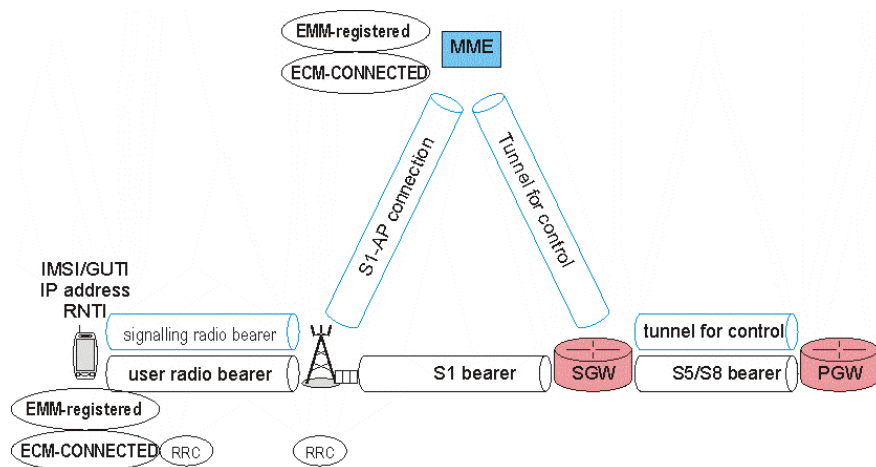 EMM-registered
MME
ECM-CONNECTED
S1-AP connection
Tunnel for control
IMSI/GUTI
IP address
RNTI
signalling radio bearer
tunnel for control
user radio bearer
S1 bearer
SGW
S5/S8 bearer
PGW
EMM-registered
ECM-CONNECTED
RRC
RRC